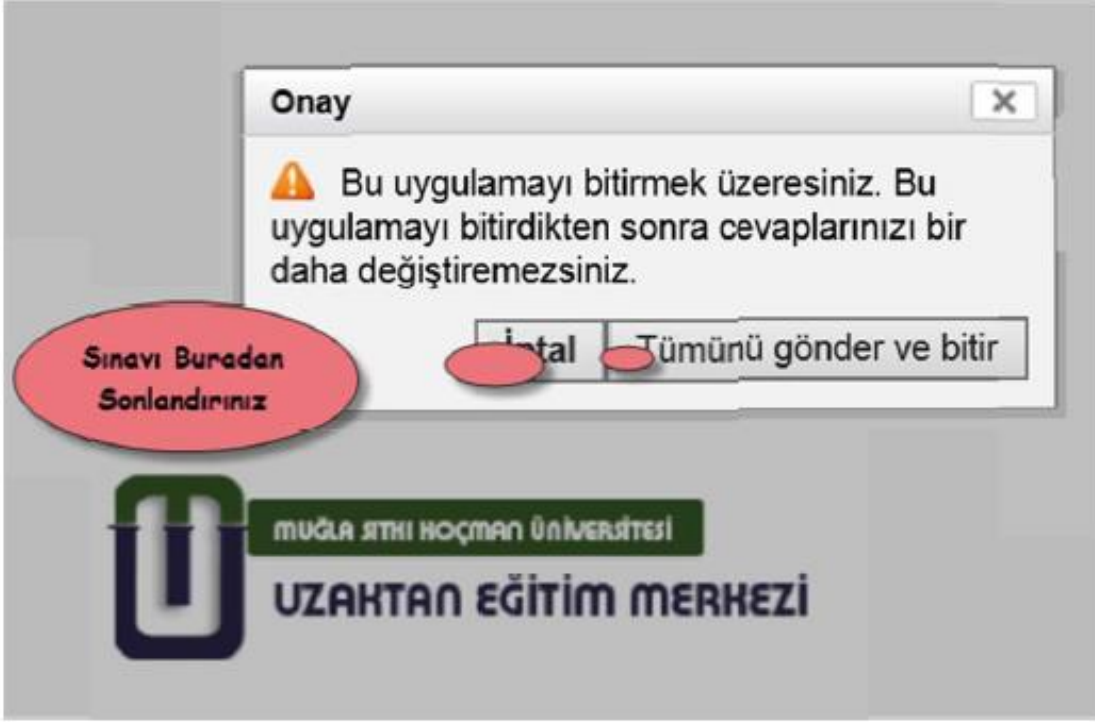 Onay
Bu uygulamayı bitirmek üzeresiniz. Bu
uygulamayı bitirdikten sonra cevaplarınızı bir
daha değiştiremezsiniz.
İptal
Tümünü gönder ve bitir
Sınavı Buradan
Sonlandırınız
MUĞLA SITKI KOÇMAN ÜNİVERSİTESİ
UZAKTAN EĞİTİM MERKEZİ